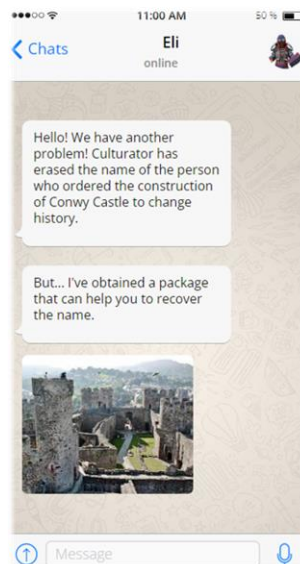 11:00 AM
50 %
Chats
Eli
online
Hello! We have another
problem! Culturator has
erased the name of the person
who ordered the construction
of Conwy Castle to change
history.
But... I've obtained a package
that can help you to recover
the name.
Message